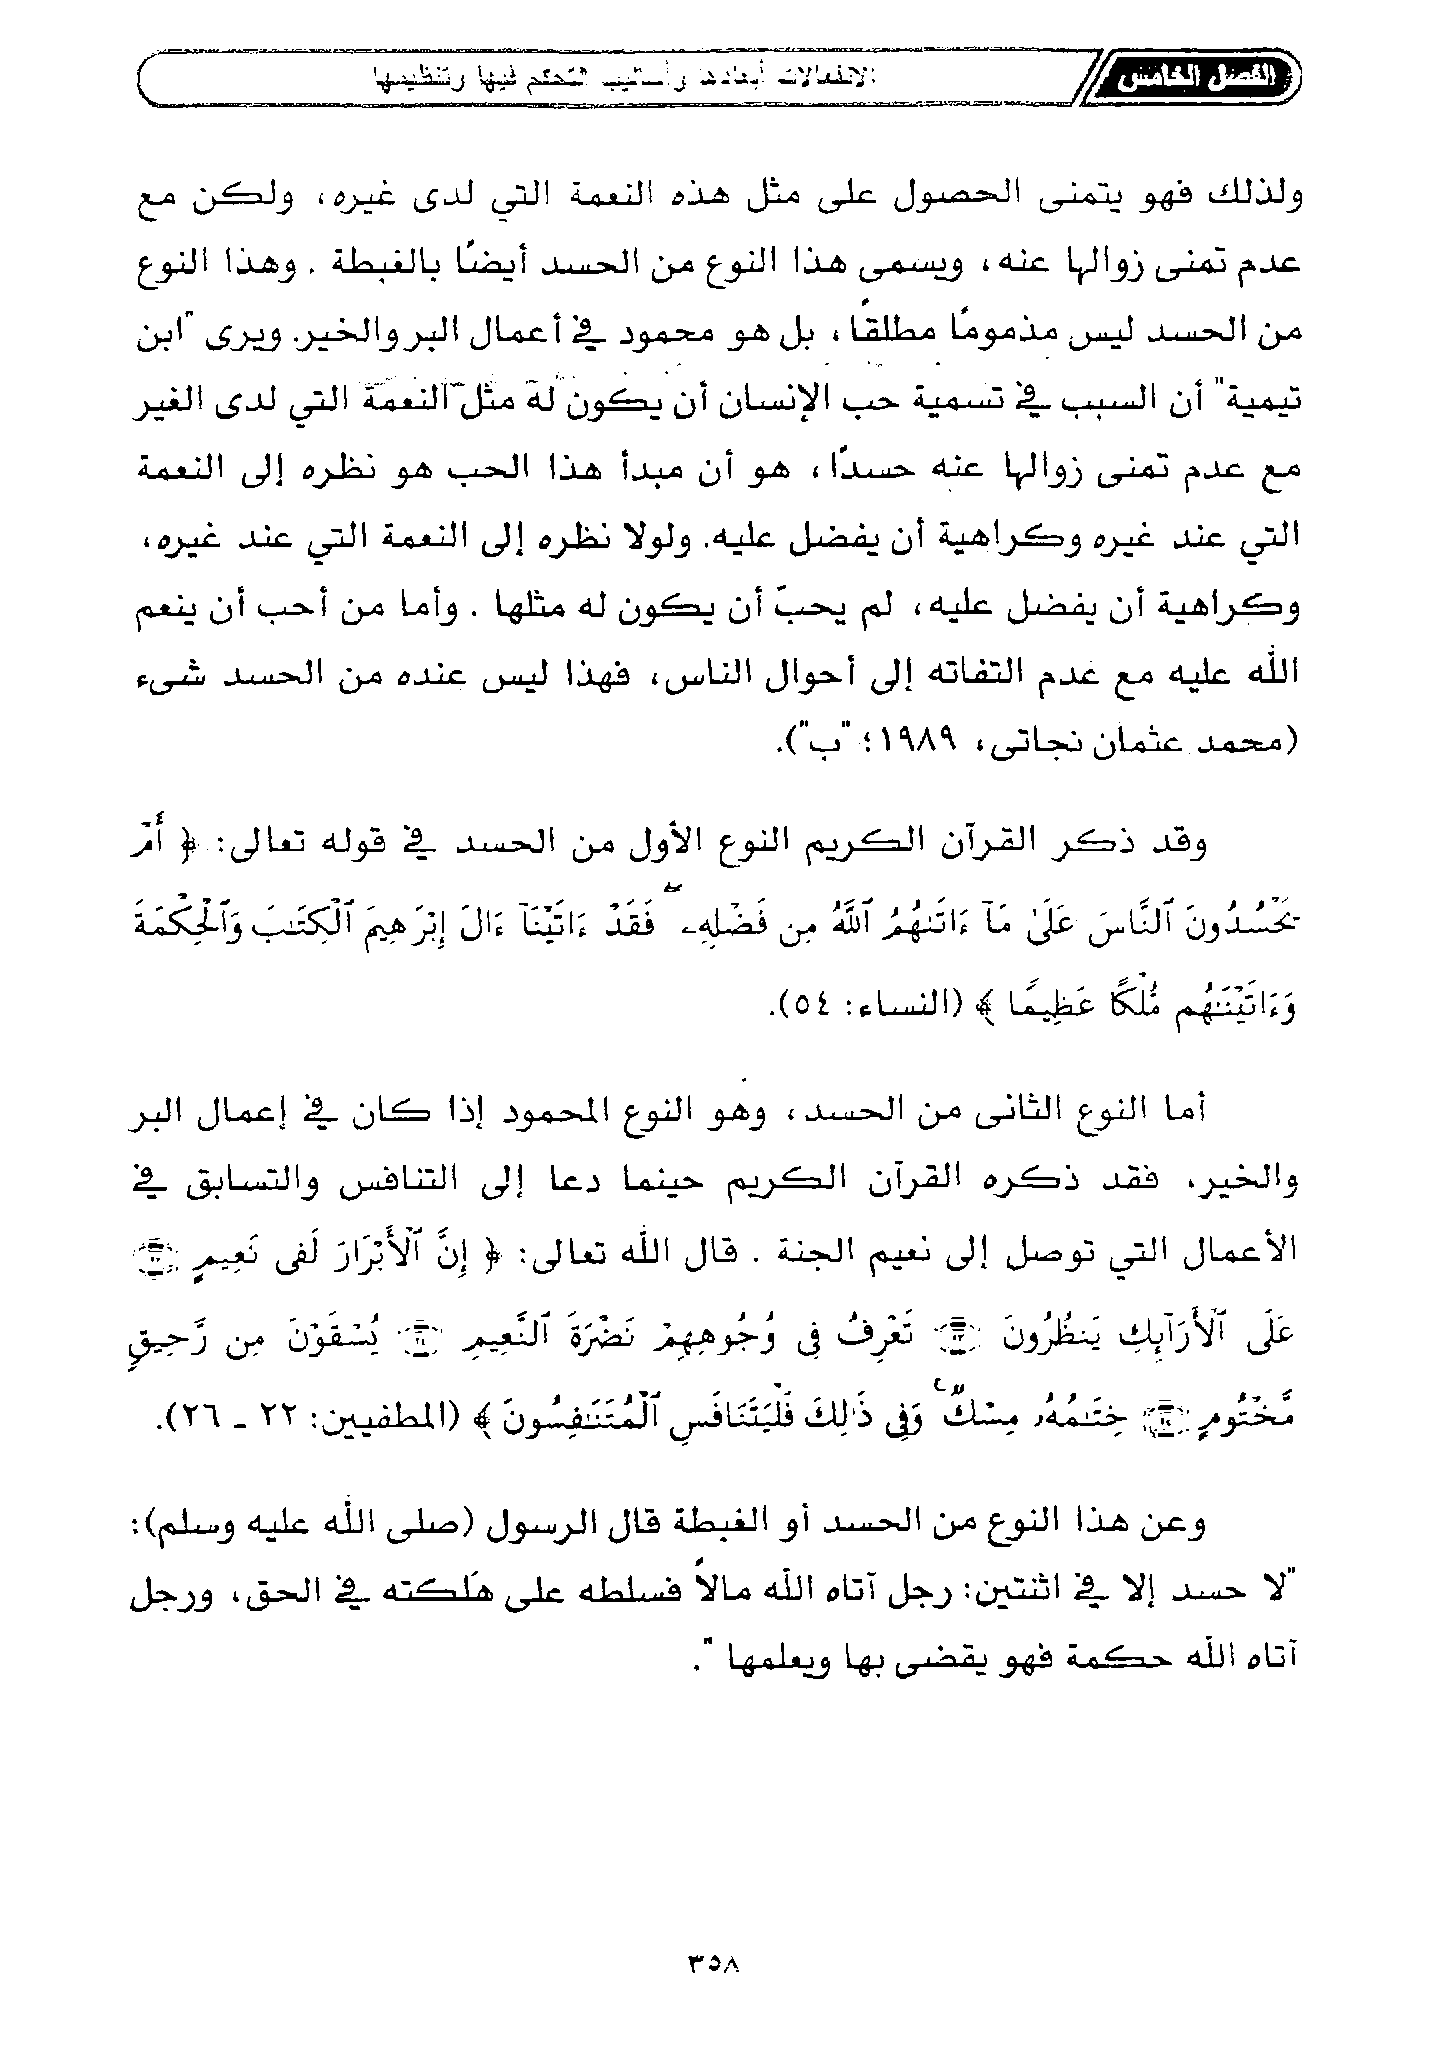 الفصل الخامس
الانفعالات أبعادها وأساليب التحكم فيها وتنظيمها
ولذلك فهو يتمنى الحصول على مثل هذه النعمة التي لدى غيره، ولكن مع
عدم تمنى زوالها عنه، ويسمى هذا النوع من الحسد أيضًا بالغبطة . وهذا النوع
من الحسد ليس مذمومًا مطلقًا، بل هو محمود في أعمال البر والخير. ويرى "ابن
تيمية" أن السبب في تسمية حب الإنسان أن يكون له مثل النعمة التي لدى الغير
مع عدم تمنى زوالها عنه حسدًا، هو أن مبدأ هذا الحب هو نظره إلى النعمة
التي عند غيره وكراهية أن يفضل عليه. ولولا نظره إلى النعمة التي عند غيره،
وكراهية أن يفضل عليه، لم يحبّ أن يكون له مثلها . وأما من أحب أن ينعم
الله عليه مع عدم التفاته إلى أحوال الناس، فهذا ليس عنده من الحسد شىء
(محمد عثمان نجاتى، ١٩٨٩؛ "ب").
وقد ذكر القرآن الكريم النوع الأول من الحسد في قوله تعالى: ﴿ أَمْ
يَحْسُدُونَ ٱلنَّاسَ عَلَىٰ مَآ ءَاتَىٰهُمُ ٱللَّهُ مِن فَضْلِهِۦ ۖ فَقَدْ ءَاتَيْنَآ ءَالَ إِبْرَٰهِيمَ ٱلْكِتَٰبَ وَٱلْحِكْمَةَ
وَءَاتَيْنَٰهُم مُّلْكًا عَظِيمًا ﴾ (النساء: ٥٤).
أما النوع الثانى من الحسد، وهو النوع المحمود إذا كان في إعمال البر
والخير، فقد ذكره القرآن الكريم حينما دعا إلى التنافس والتسابق في
الأعمال التي توصل إلى نعيم الجنة . قال الله تعالى: ﴿ إِنَّ ٱلْأَبْرَارَ لَفِى نَعِيمٍ ٢٢
عَلَى ٱلْأَرَآئِكِ يَنظُرُونَ ٢٣ تَعْرِفُ فِى وُجُوهِهِمْ نَضْرَةَ ٱلنَّعِيمِ ٢٤ يُسْقَوْنَ مِن رَّحِيقٍ
مَّخْتُومٍ ٢٥ خِتَٰمُهُۥ مِسْكٌ ۚ وَفِى ذَٰلِكَ فَلْيَتَنَافَسِ ٱلْمُتَنَٰفِسُونَ ﴾ (المطففيين: ٢٢ - ٢٦).
وعن هذا النوع من الحسد أو الغبطة قال الرسول (صلى الله عليه وسلم):
"لا حسد إلا في اثنتين: رجل آتاه الله مالاً فسلطه على هَلكته في الحق، ورجل
آتاه الله حكمة فهو يقضى بها ويعلمها ".
٣٥٨